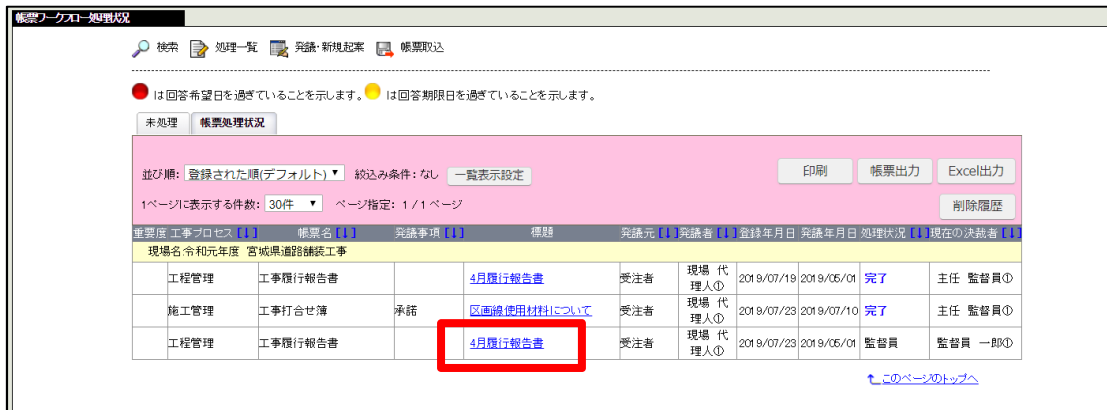 帳票ワークフロー処理状況
検索 処理一覧 発議・新規起案 帳票取込
は回答希望日を過ぎていることを示します。 は回答期限日を過ぎていることを示します。
未処理 帳票処理状況
並び順: 登録された順(デフォルト) ▼ 絞込み条件:なし 一覧表示設定 印刷 帳票出力 Excel出力
1ページに表示する件数: 30件 ▼ ページ指定: 1 / 1 ページ 削除履歴
重要度 工事プロセス【↓】 帳票名【↓】 発議事項【↓】 標題 発議元【↓】 発議者【↓】 登録年月日 発議年月日 処理状況【↓】 現在の決裁者【↓】
現場名:令和元年度 宮城県道路舗装工事
工程管理 工事履行報告書 4月履行報告書 受注者 現場 代理人① 2019/07/19 2019/05/01 完了 主任 監督員①
施工管理 工事打合せ簿 承諾 区画線使用材料について 受注者 現場 代理人① 2019/07/23 2019/07/10 完了 主任 監督員①
工程管理 工事履行報告書 4月履行報告書 受注者 現場 代理人① 2019/07/23 2019/05/01 監督員 監督員 一郎①
このページのトップへ